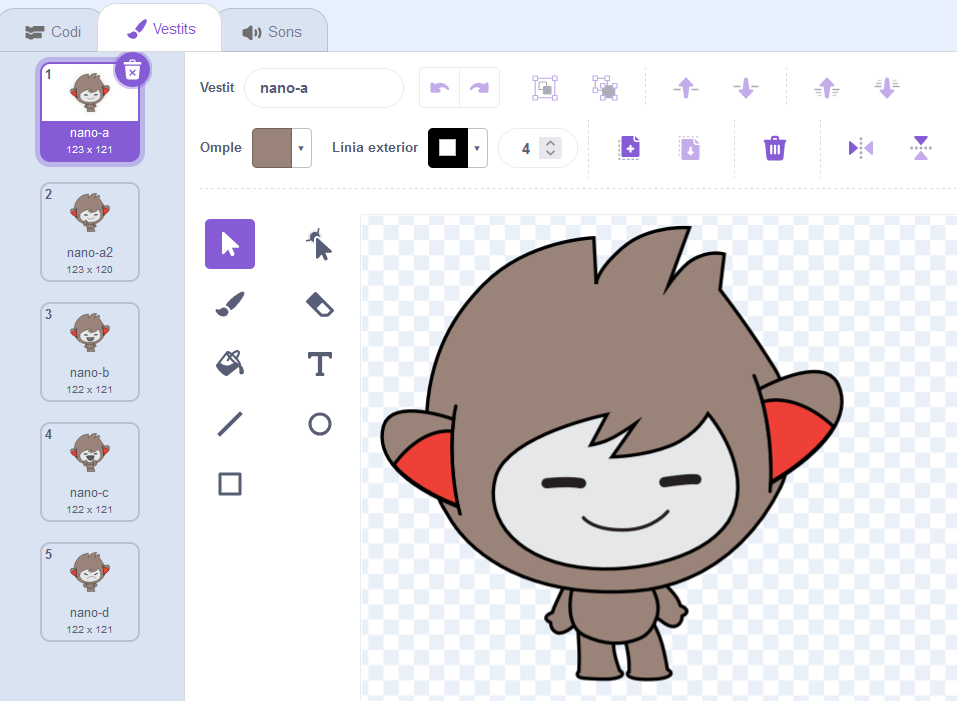 Codi
Vestits
Sons
1
nano-a
123 x 121
2
nano-a2
123 x 120
3
nano-b
122 x 121
4
nano-c
122 x 121
5
nano-d
122 x 121
Vestit nano-a
Omple Línia exterior 4
T